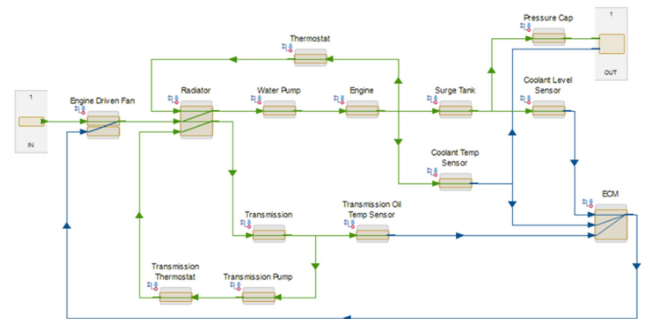 Pressure Cap
1
OUT
Thermostat
1
IN
Engine Driven Fan
Radiator
Water Pump
Engine
Surge Tank
Coolant Level
Sensor
Coolant Temp
Sensor
ECM
Transmission
Transmission Oil
Temp Sensor
Transmission
Thermostat
Transmission Pump